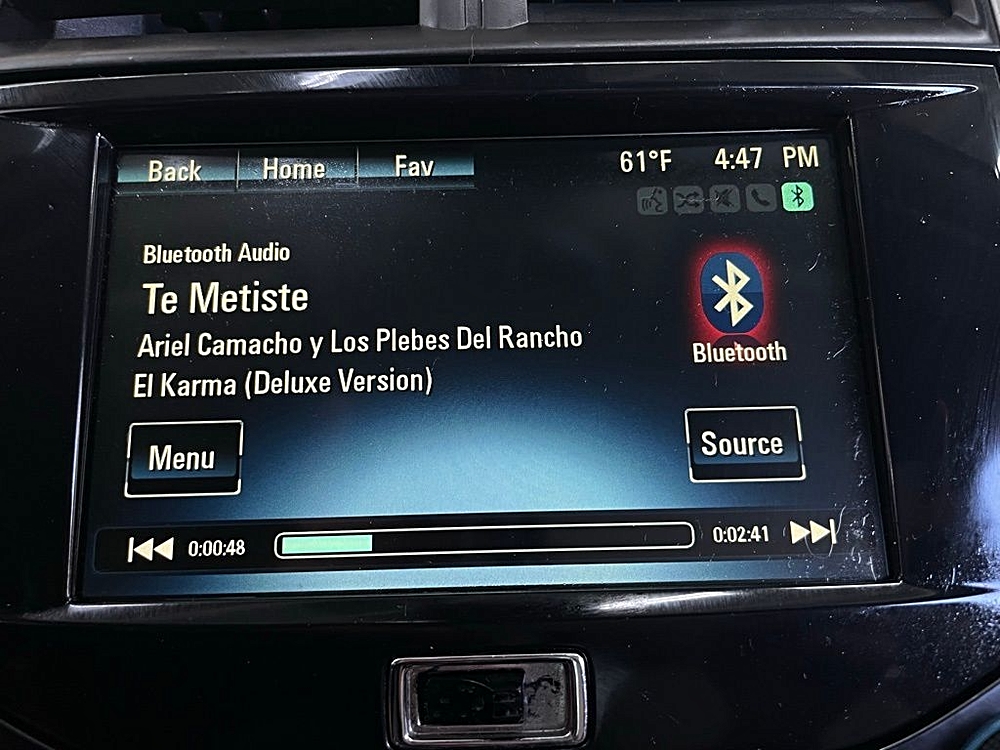 Back Home Fav 61°F 4:47 PM
Bluetooth Audio
Te Metiste
Ariel Camacho y Los Plebes Del Rancho
El Karma (Deluxe Version)
Bluetooth
Menu
Source
0:00:48 0:02:41